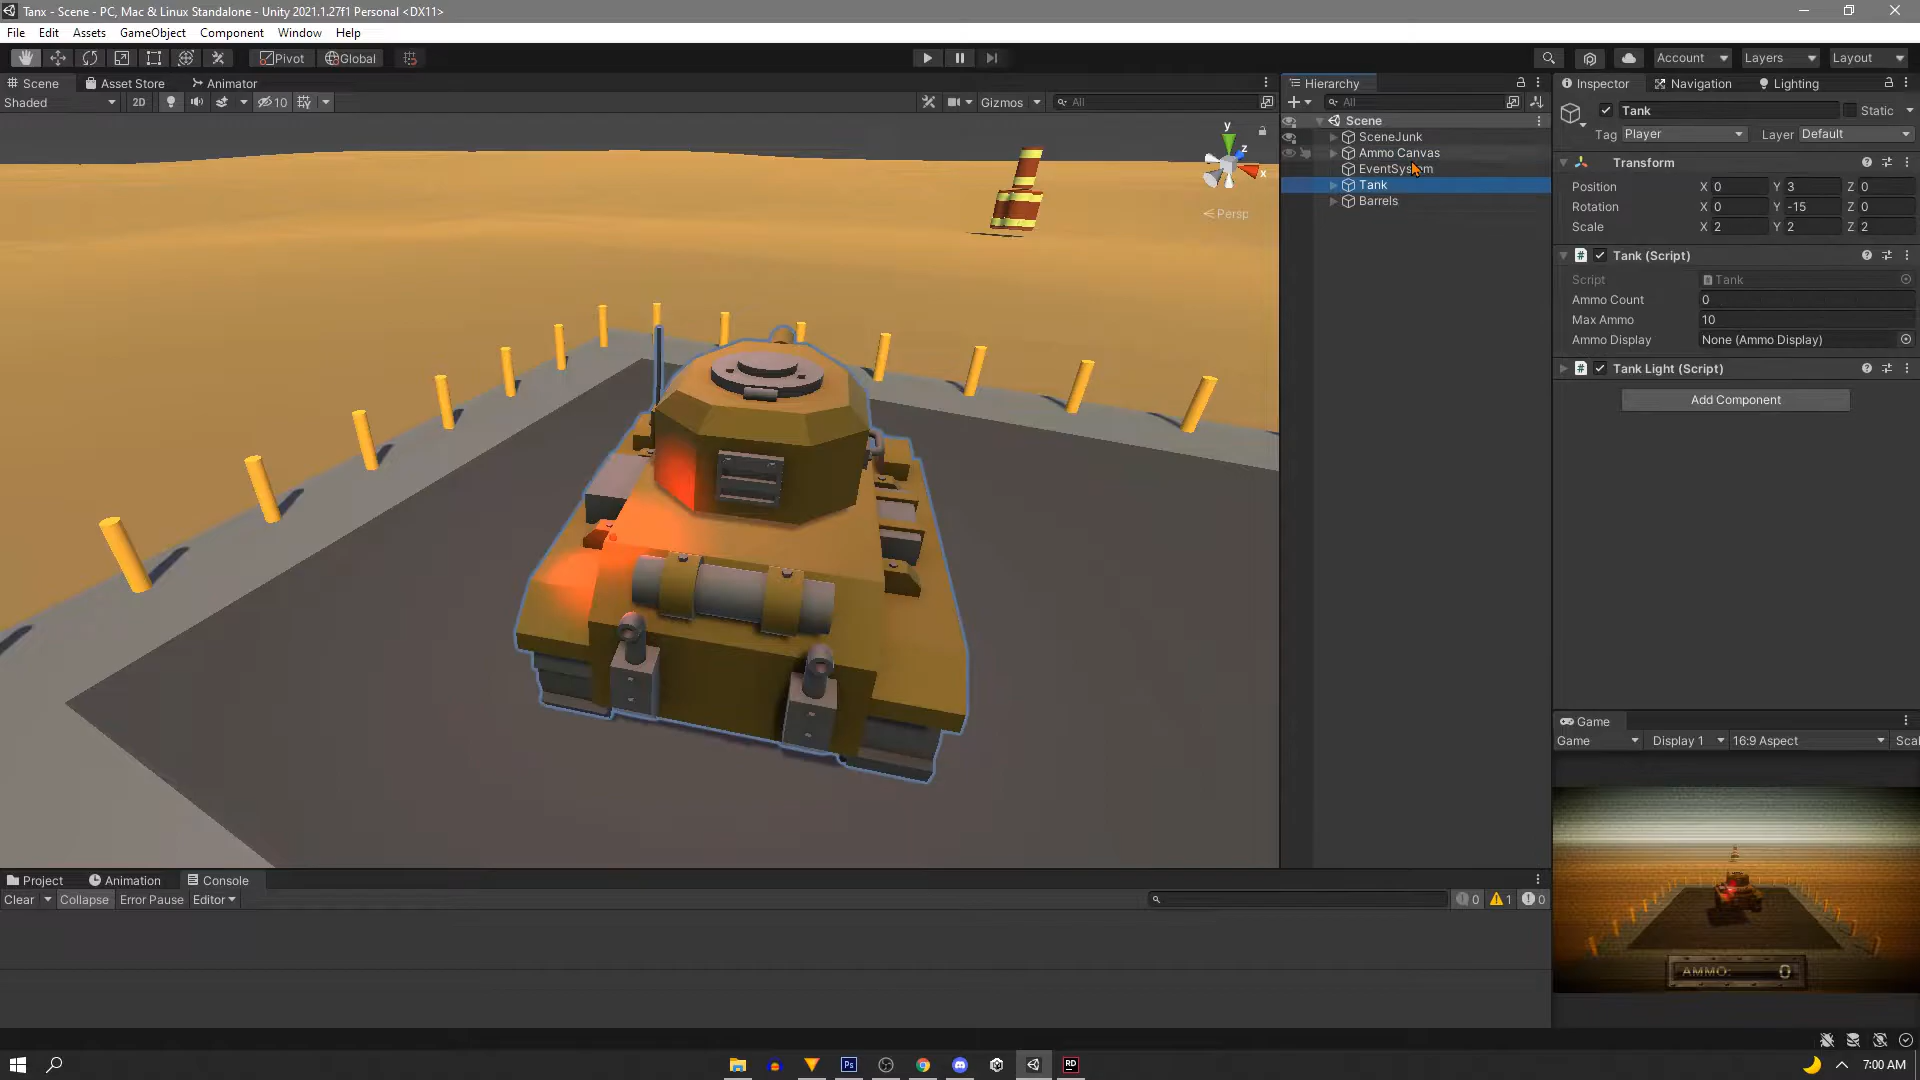 Tanx - Scene - PC, Mac & Linux Standalone - Unity 2021.1.27f1 Personal <DX11>
File Edit Assets GameObject Component Window Help
Pivot Global Account Layers Layout
Scene Asset Store Animator
Shaded 2D 10 Gizmos All
y
z
x
Persp
Hierarchy
All
Scene
SceneJunk
Ammo Canvas
EventSystem
Tank
Barrels
Inspector Navigation Lighting
Tank Static
Tag Player Layer Default
Transform
Position X 0 Y 3 Z 0
Rotation X 0 Y -15 Z 0
Scale X 2 Y 2 Z 2
# Tank (Script)
Script Tank
Ammo Count 0
Max Ammo 10
Ammo Display None (Ammo Display)
# Tank Light (Script)
Add Component
Game
Game Display 1 16:9 Aspect Scal
AMMO: 0
Project Animation Console
Clear Collapse Error Pause Editor 0 1 0
Ps RD 7:00 AM